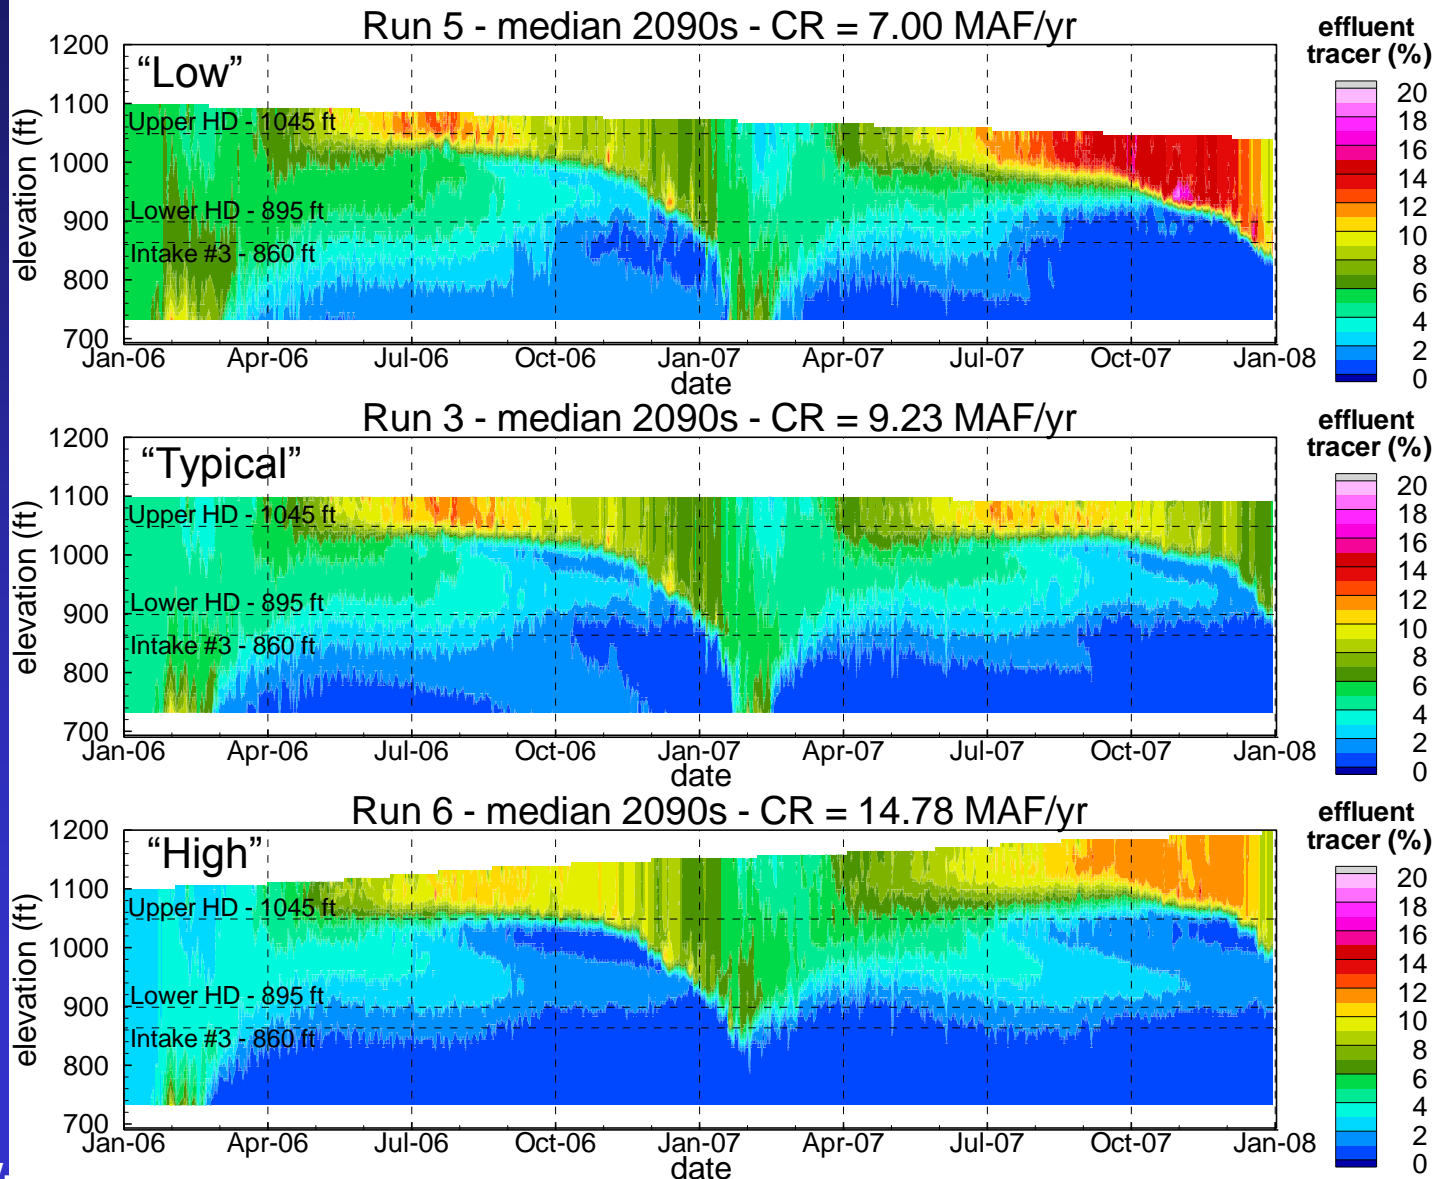 Run 5 - median 2090s - CR = 7.00 MAF/yr
effluent
tracer (%)
"Low"
elevation (ft)
1200
1100
1000
900
800
700
Upper HD - 1045 ft
Lower HD - 895 ft
Intake #3 - 860 ft
Jan-06 Apr-06 Jul-06 Oct-06 Jan-07 Apr-07 Jul-07 Oct-07 Jan-08
date
20
18
16
14
12
10
8
6
4
2
0
Run 3 - median 2090s - CR = 9.23 MAF/yr
effluent
tracer (%)
"Typical"
elevation (ft)
1200
1100
1000
900
800
700
Upper HD - 1045 ft
Lower HD - 895 ft
Intake #3 - 860 ft
Jan-06 Apr-06 Jul-06 Oct-06 Jan-07 Apr-07 Jul-07 Oct-07 Jan-08
date
20
18
16
14
12
10
8
6
4
2
0
Run 6 - median 2090s - CR = 14.78 MAF/yr
effluent
tracer (%)
"High"
elevation (ft)
1200
1100
1000
900
800
700
Upper HD - 1045 ft
Lower HD - 895 ft
Intake #3 - 860 ft
Jan-06 Apr-06 Jul-06 Oct-06 Jan-07 Apr-07 Jul-07 Oct-07 Jan-08
date
20
18
16
14
12
10
8
6
4
2
0